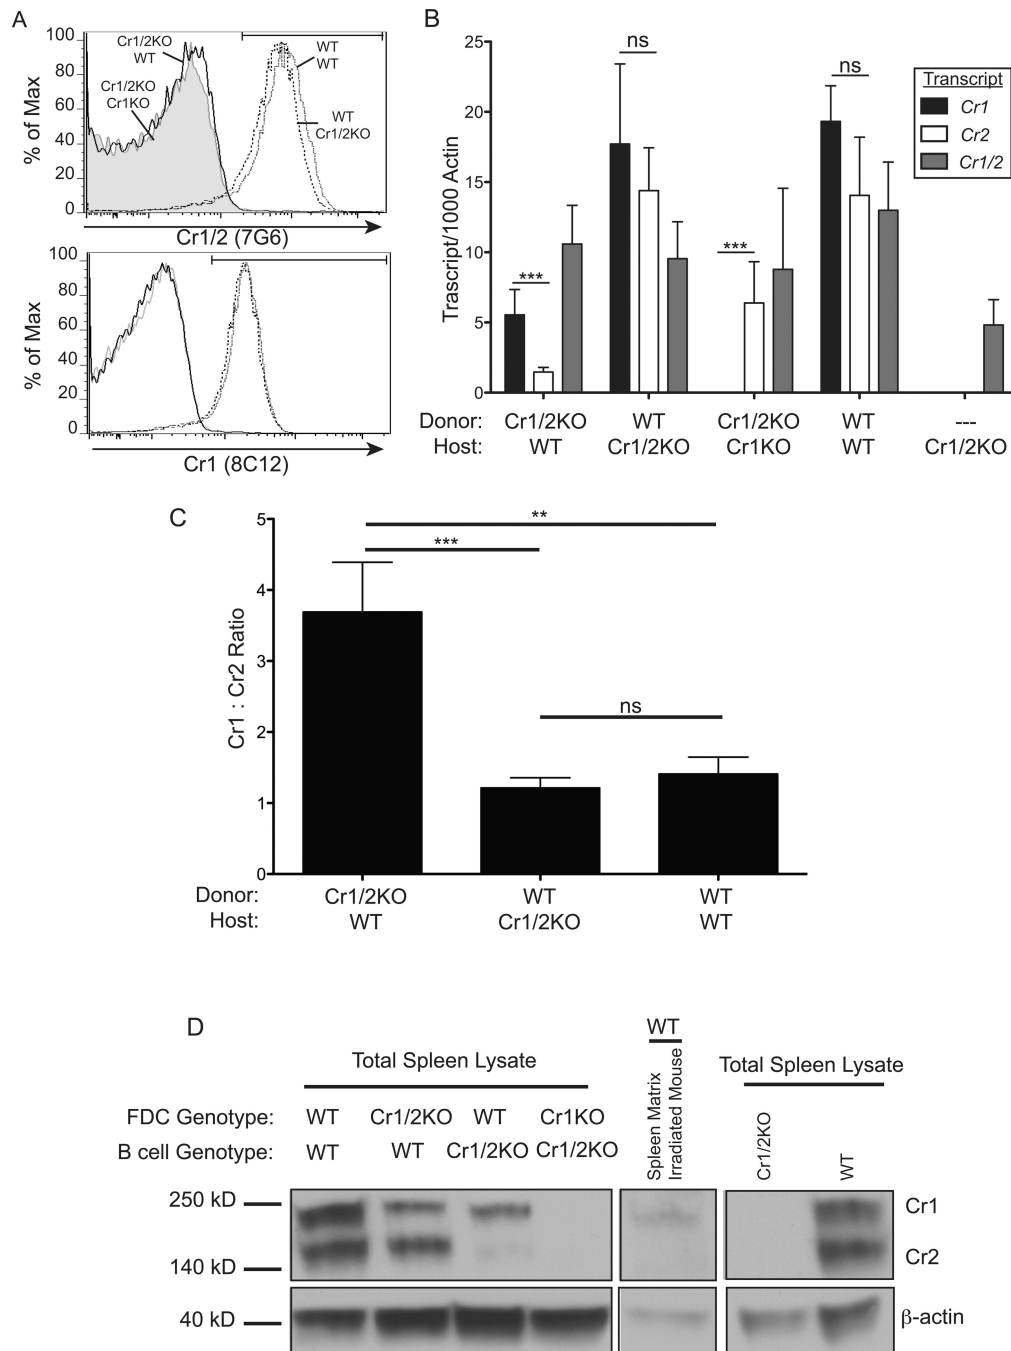 A
% of Max
100
80
60
40
20
0
Cr1/2KO
WT
Cr1/2KO
Cr1KO
WT
WT
WT
Cr1/2KO
Cr1/2 (7G6)
% of Max
100
80
60
40
20
0
Cr1 (8C12)
B
Trascript/1000 Actin
25
20
15
10
5
0
***
ns
***
ns
Transcript
Cr1
Cr2
Cr1/2
Donor: Cr1/2KO WT Cr1/2KO WT ---
Host: WT Cr1/2KO Cr1KO WT Cr1/2KO
C
Cr1 : Cr2 Ratio
5
4
3
2
1
0
**
***
ns
Donor: Cr1/2KO WT WT
Host: WT Cr1/2KO WT
D
Total Spleen Lysate
WT
Total Spleen Lysate
FDC Genotype: WT Cr1/2KO WT Cr1KO
B cell Genotype: WT WT Cr1/2KO Cr1/2KO
Spleen Matrix
Irradiated Mouse
Cr1/2KO
WT
250 kD
140 kD
40 kD
Cr1
Cr2
β-actin